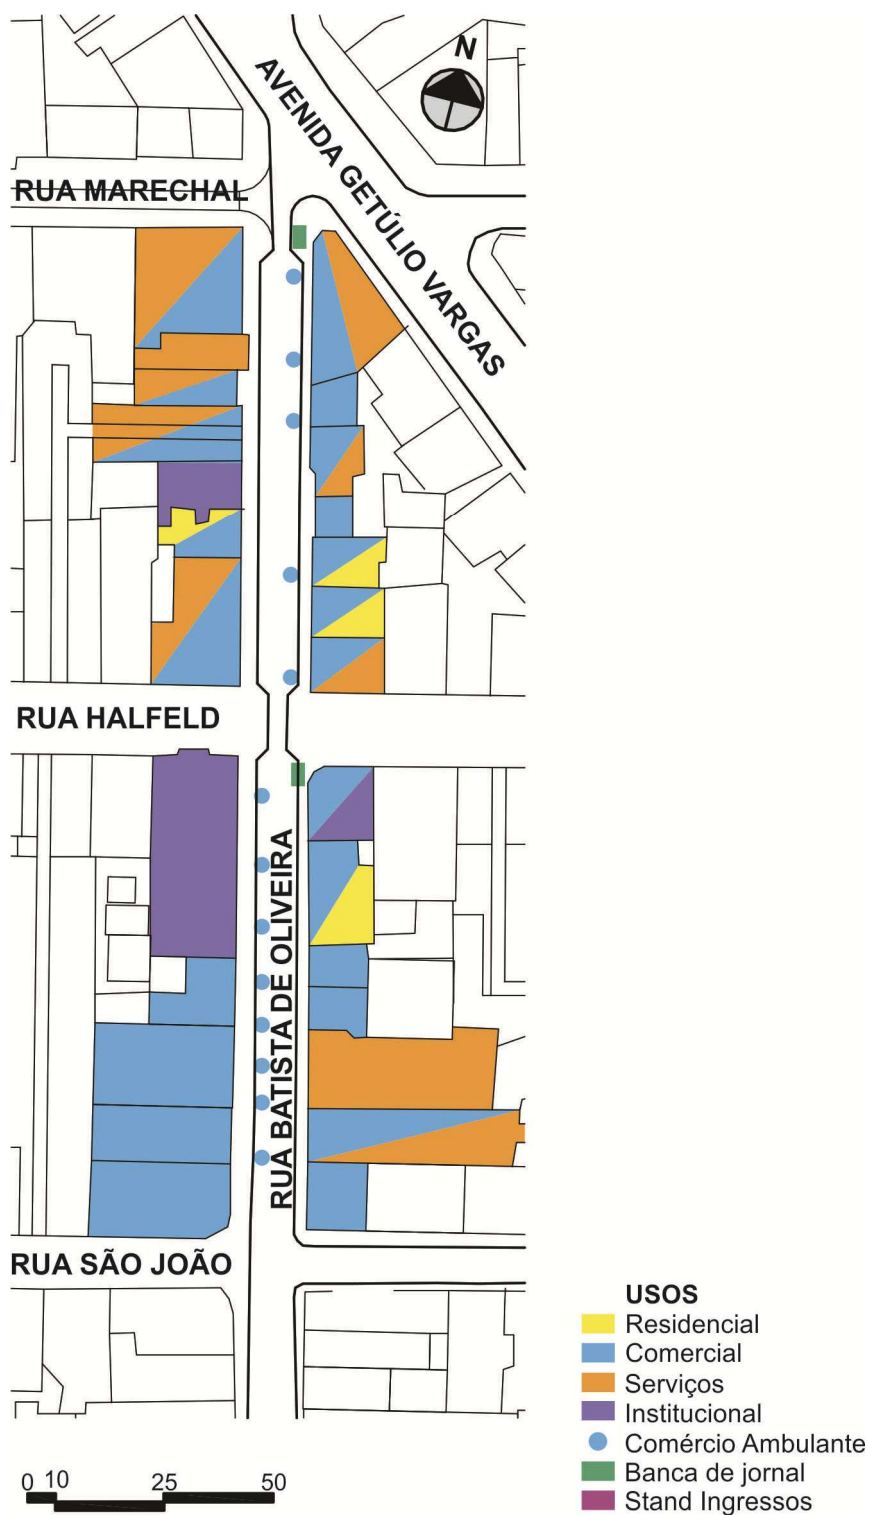 N
AVENIDA GETÚLIO VARGAS
RUA MARECHAL
RUA HALFELD
RUA BATISTA DE OLIVEIRA
RUA SÃO JOÃO
USOS
Residencial
Comercial
Serviços
Institucional
Comércio Ambulante
Banca de jornal
Stand Ingressos
0 10 25 50